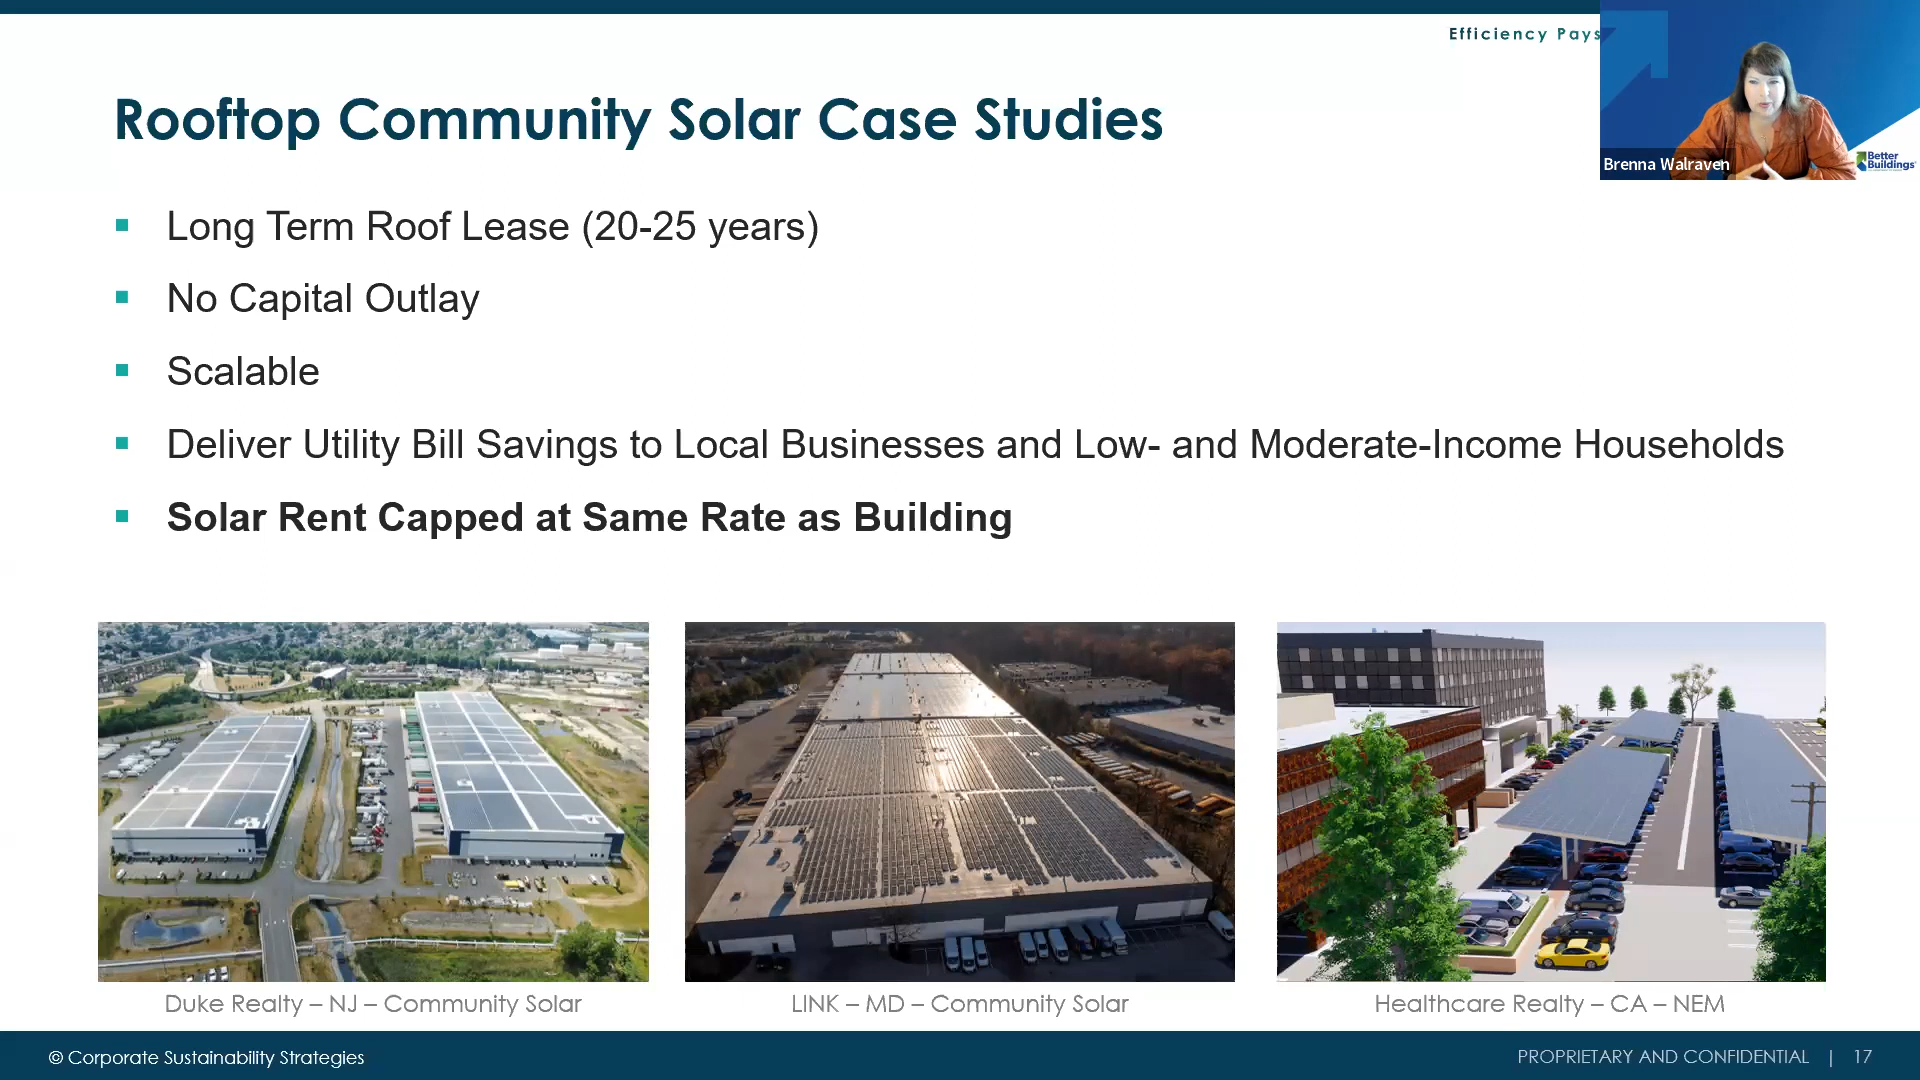 Efficiency Pays
Rooftop Community Solar Case Studies
Brenna Walraven
Better
Buildings
Long Term Roof Lease (20-25 years)
No Capital Outlay
Scalable
Deliver Utility Bill Savings to Local Businesses and Low- and Moderate-Income Households
Solar Rent Capped at Same Rate as Building
Duke Realty – NJ – Community Solar
LINK – MD – Community Solar
Healthcare Realty – CA – NEM
© Corporate Sustainability Strategies
PROPRIETARY AND CONFIDENTIAL | 17